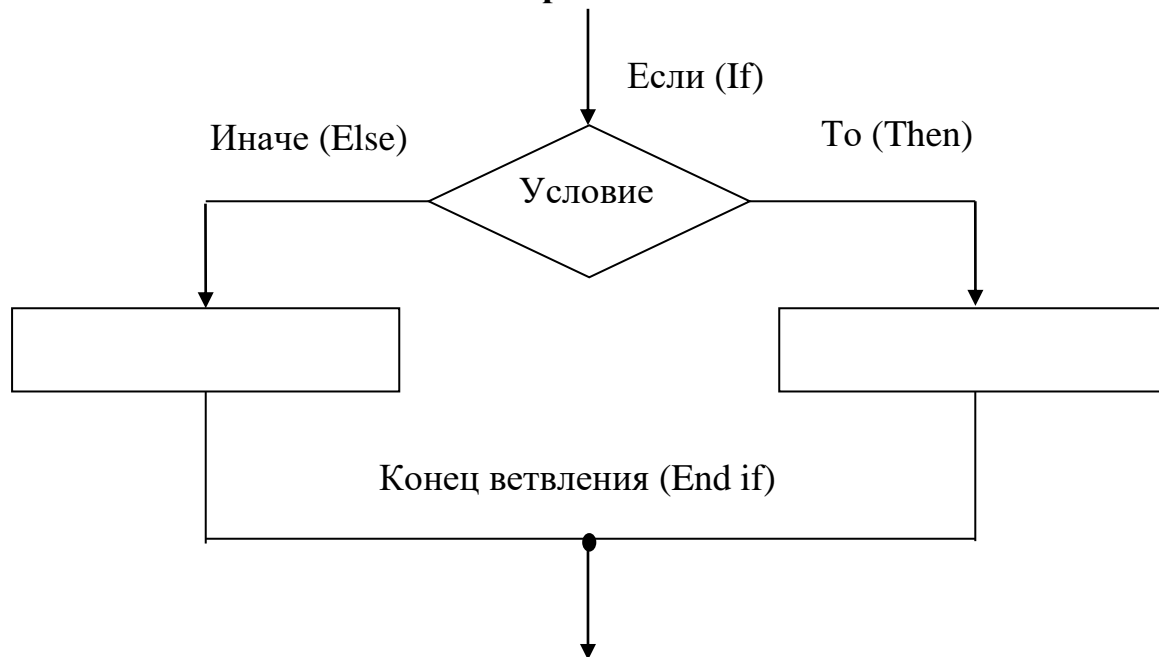 Если (If)
Иначе (Else)
То (Then)
Условие
Конец ветвления (End if)